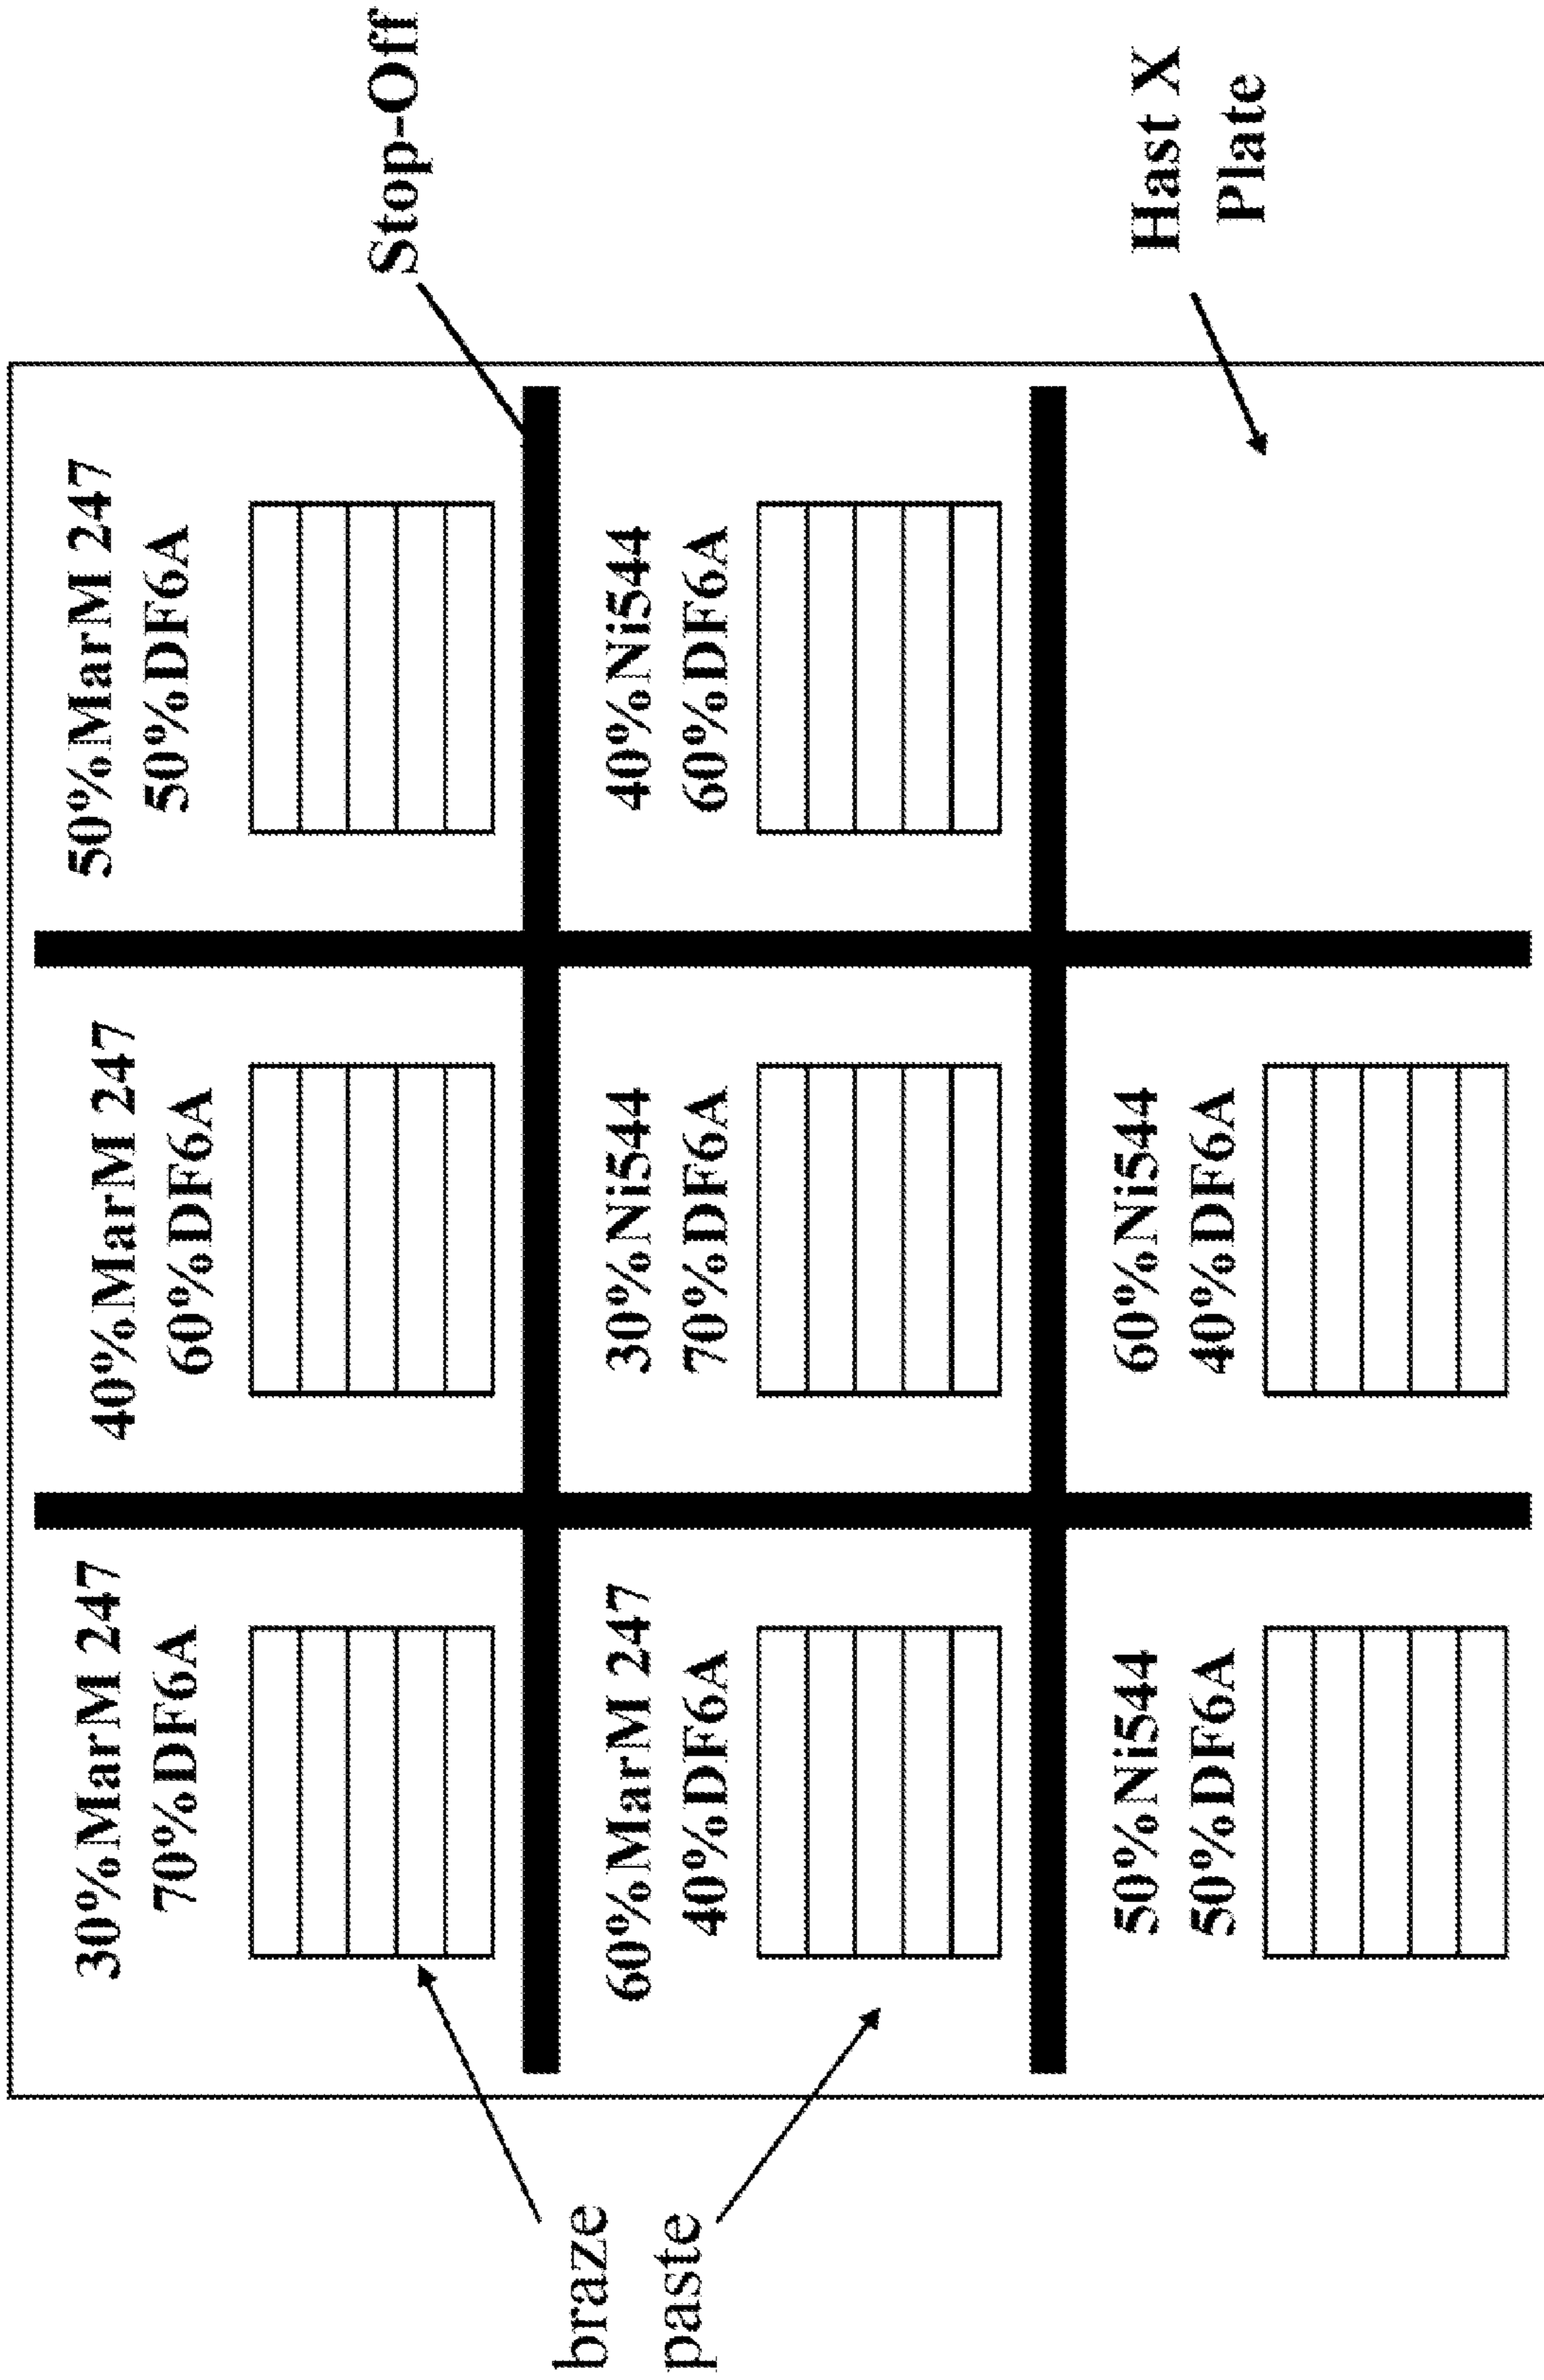 30%MarM 247
70%DF6A
40%MarM 247
60%DF6A
50%MarM 247
50%DF6A
Stop-Off
braze
paste
60%MarM 247
40%DF6A
30%Ni544
70%DF6A
40%Ni544
60%DF6A
50%Ni544
50%DF6A
60%Ni544
40%DF6A
Hast X
Plate